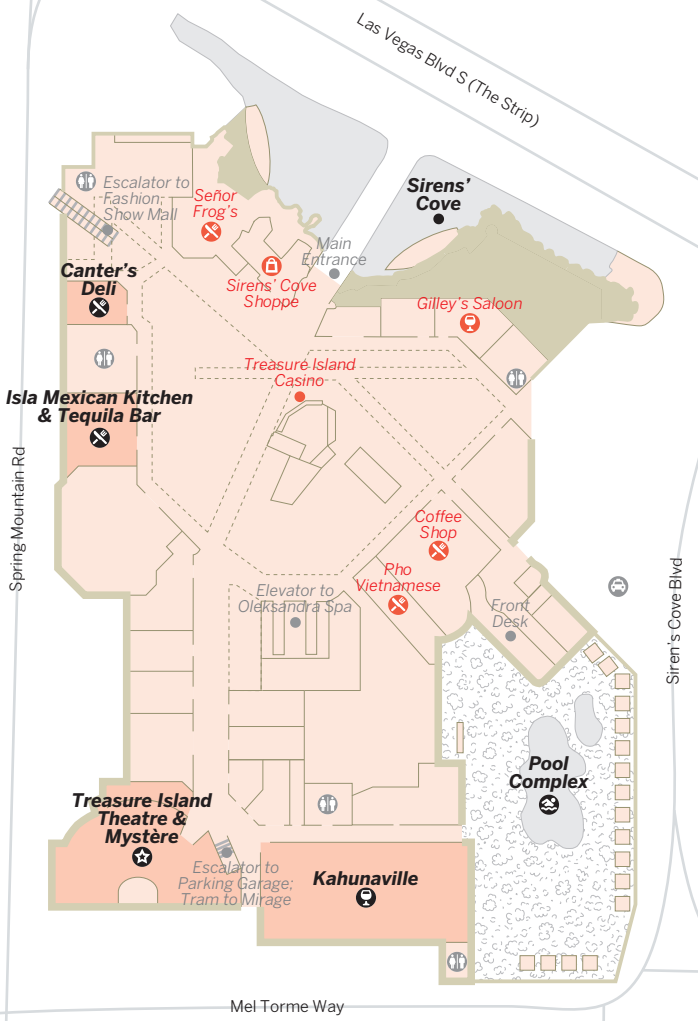 Las Vegas Blvd S (The Strip)
Sirens'
Cove
Escalator to
Fashion;
Show Mall
Señor
Frog's
Main
Entrance
Canter's
Deli
Sirens' Cove
Shoppe
Gilley's Saloon
Treasure Island
Casino
Isla Mexican Kitchen
& Tequila Bar
Spring Mountain Rd
Coffee
Shop
Pho
Vietnamese
Elevator to
Oleksandra Spa
Front
Desk
Siren's Cove Blvd
Pool
Complex
Treasure Island
Theatre &
Mystère
Escalator to
Parking Garage;
Tram to Mirage
Kahunaville
Mel Torme Way